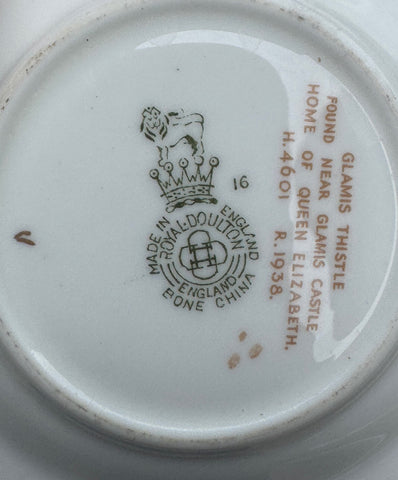 GLAMIS THISTLE
FOUND NEAR GLAMIS CASTLE
HOME OF QUEEN ELIZABETH.
H.4601 R.1938.
16
MADE IN ENGLAND
ROYAL·DOULTON
ENGLAND
BONE CHINA